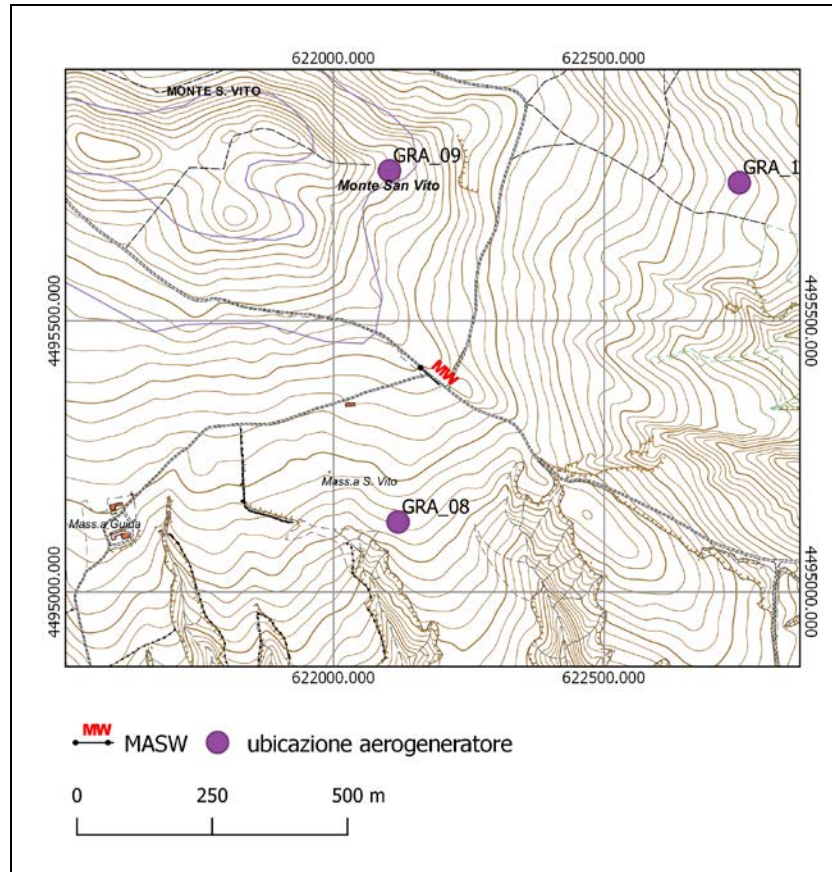 622000.000 622500.000
MONTE S. VITO
GRA_09
GRA_1
Monte San Vito
4495500.000 4495500.000
MW
Mass.a S. Vito
GRA_08
Mass.a Guida
4495000.000 4495000.000
622000.000 622500.000
MW
MASW ubicazione aerogeneratore
0 250 500 m